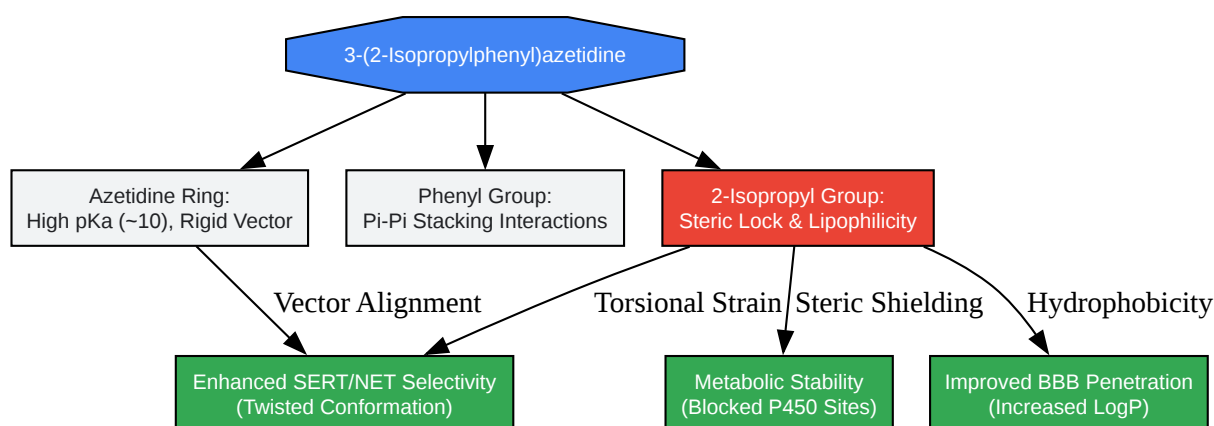 3-(2-Isopropylphenyl)azetidine
Azetidine Ring:
High pKa (~10), Rigid Vector
Phenyl Group:
Pi-Pi Stacking Interactions
2-Isopropyl Group:
Steric Lock & Lipophilicity
Vector Alignment
Torsional Strain
Steric Shielding
Hydrophobicity
Enhanced SERT/NET Selectivity
(Twisted Conformation)
Metabolic Stability
(Blocked P450 Sites)
Improved BBB Penetration
(Increased LogP)